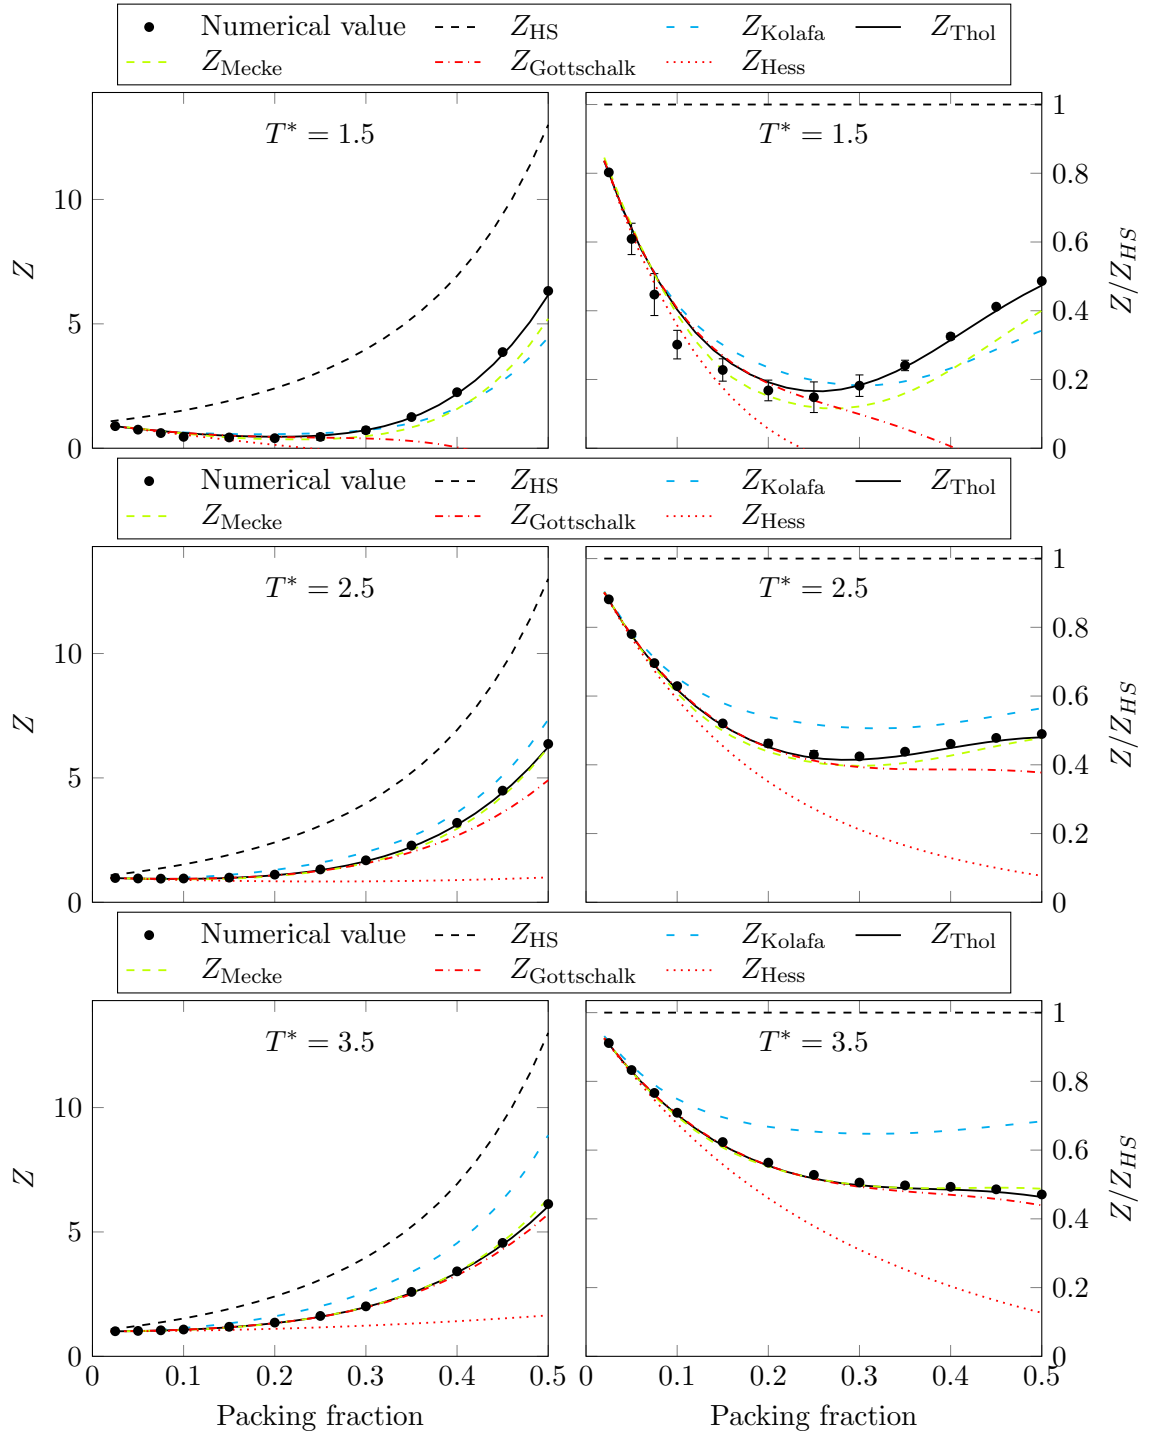 Numerical value Z_HS Z_Kolafa Z_Thol
Z_Mecke Z_Gottschalk Z_Hess
T* = 1.5
T* = 1.5
10
5
0
Z
1
0.8
0.6
0.4
0.2
0
Z/Z_HS
Numerical value Z_HS Z_Kolafa Z_Thol
Z_Mecke Z_Gottschalk Z_Hess
T* = 2.5
T* = 2.5
10
5
0
Z
1
0.8
0.6
0.4
0.2
0
Z/Z_HS
Numerical value Z_HS Z_Kolafa Z_Thol
Z_Mecke Z_Gottschalk Z_Hess
T* = 3.5
T* = 3.5
10
5
0
Z
1
0.8
0.6
0.4
0.2
0
Z/Z_HS
0 0.1 0.2 0.3 0.4 0.5
0 0.1 0.2 0.3 0.4 0.5
Packing fraction
Packing fraction